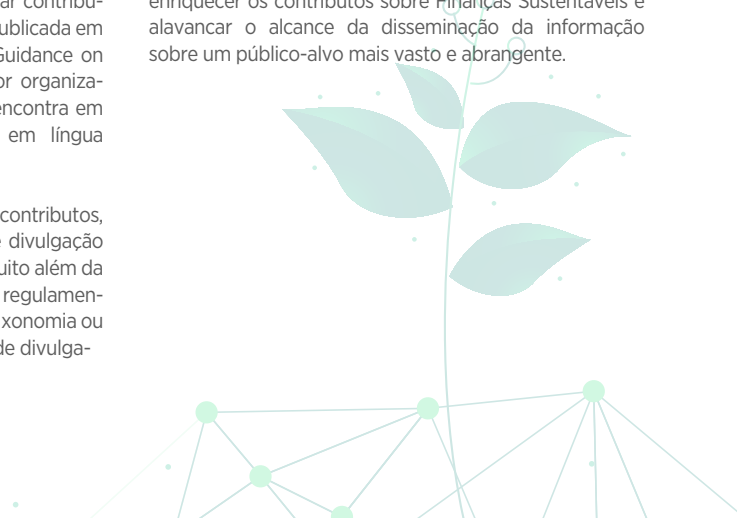 ar contribu-
ublicada em
Guidance on
or organiza-
encontra em
em língua
contributos,
e divulgação
uito além da
regulamen-
xonomia ou
de divulga-
enriquecer os contributos sobre Finanças Sustentáveis e
alavancar o alcance da disseminação da informação
sobre um público-alvo mais vasto e abrangente.